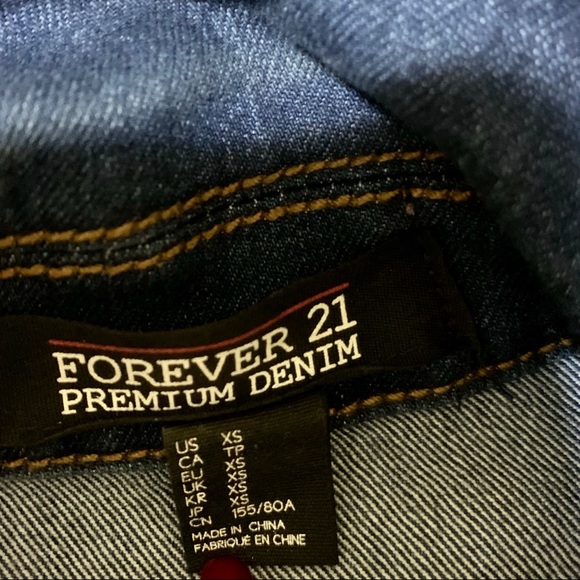 FOREVER 21
PREMIUM DENIM
US XS
CA TP
EU XS
UK XS
KR XS
JP XS
CN 155/80A
MADE IN CHINA
FABRIQUÉ EN CHINE